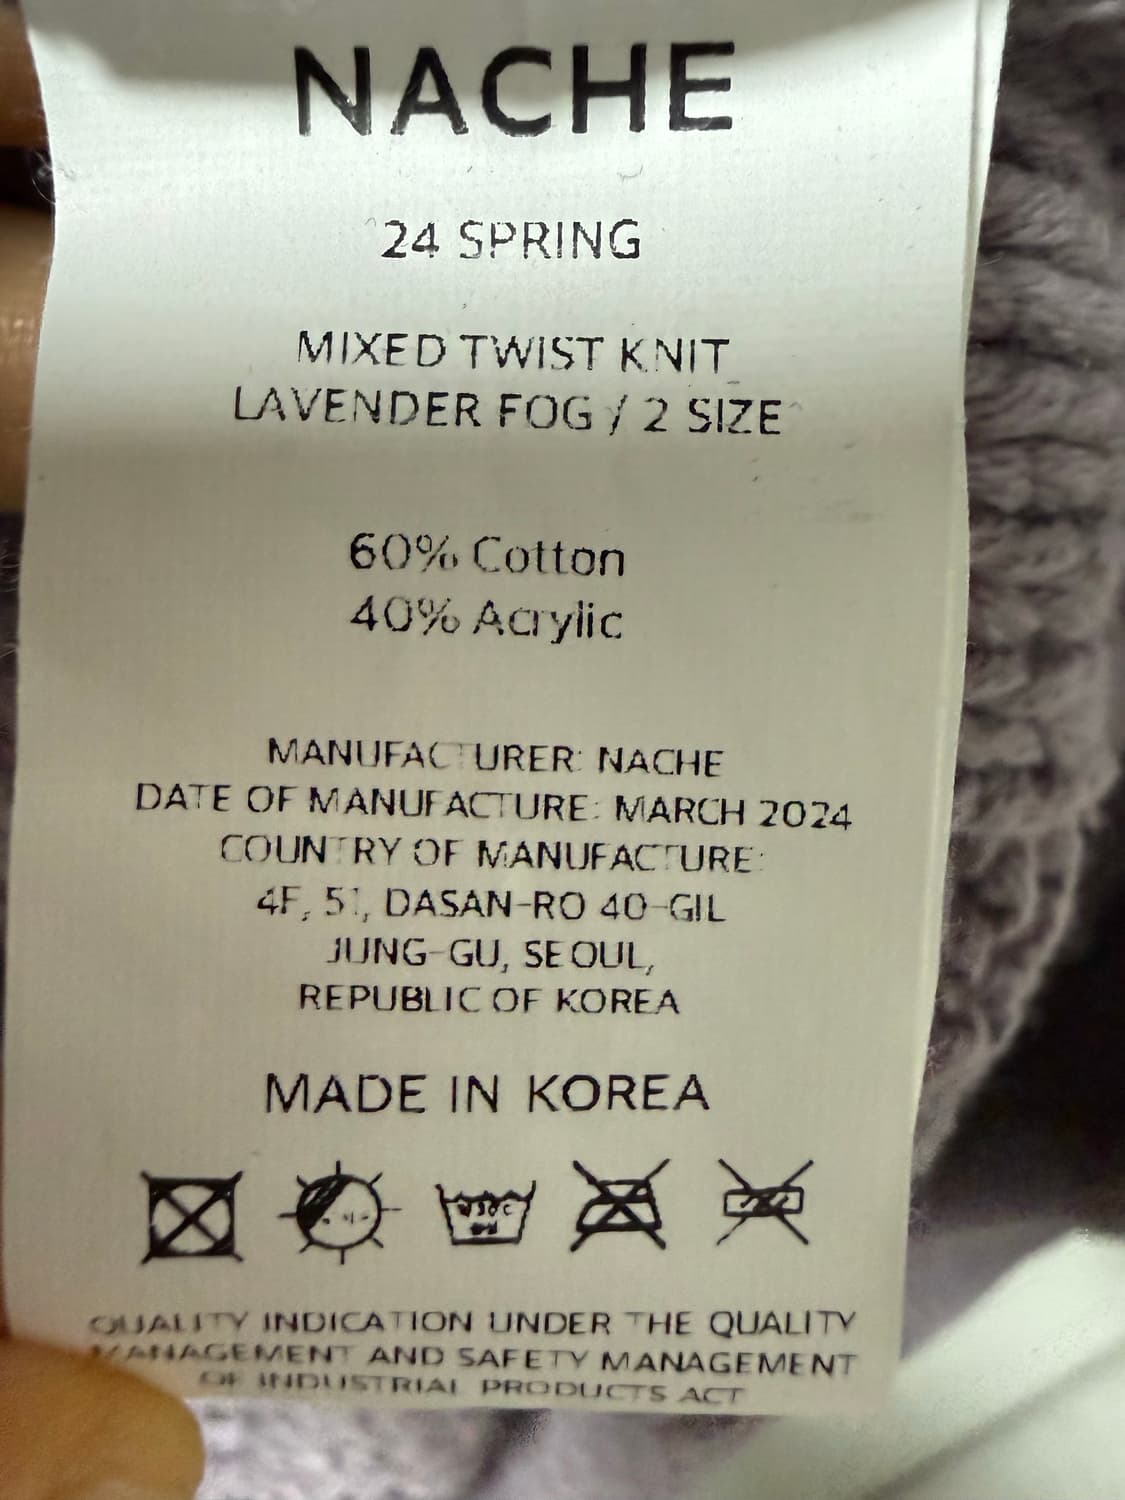 NACHE
24 SPRING
MIXED TWIST KNIT
LAVENDER FOG / 2 SIZE
60% Cotton
40% Acrylic
MANUFACTURER: NACHE
DATE OF MANUFACTURE: MARCH 2024
COUNTRY OF MANUFACTURE:
4F, 51, DASAN-RO 40-GIL
JUNG-GU, SEOUL,
REPUBLIC OF KOREA
MADE IN KOREA
QUALITY INDICATION UNDER THE QUALITY
MANAGEMENT AND SAFETY MANAGEMENT
OF INDUSTRIAL PRODUCTS ACT